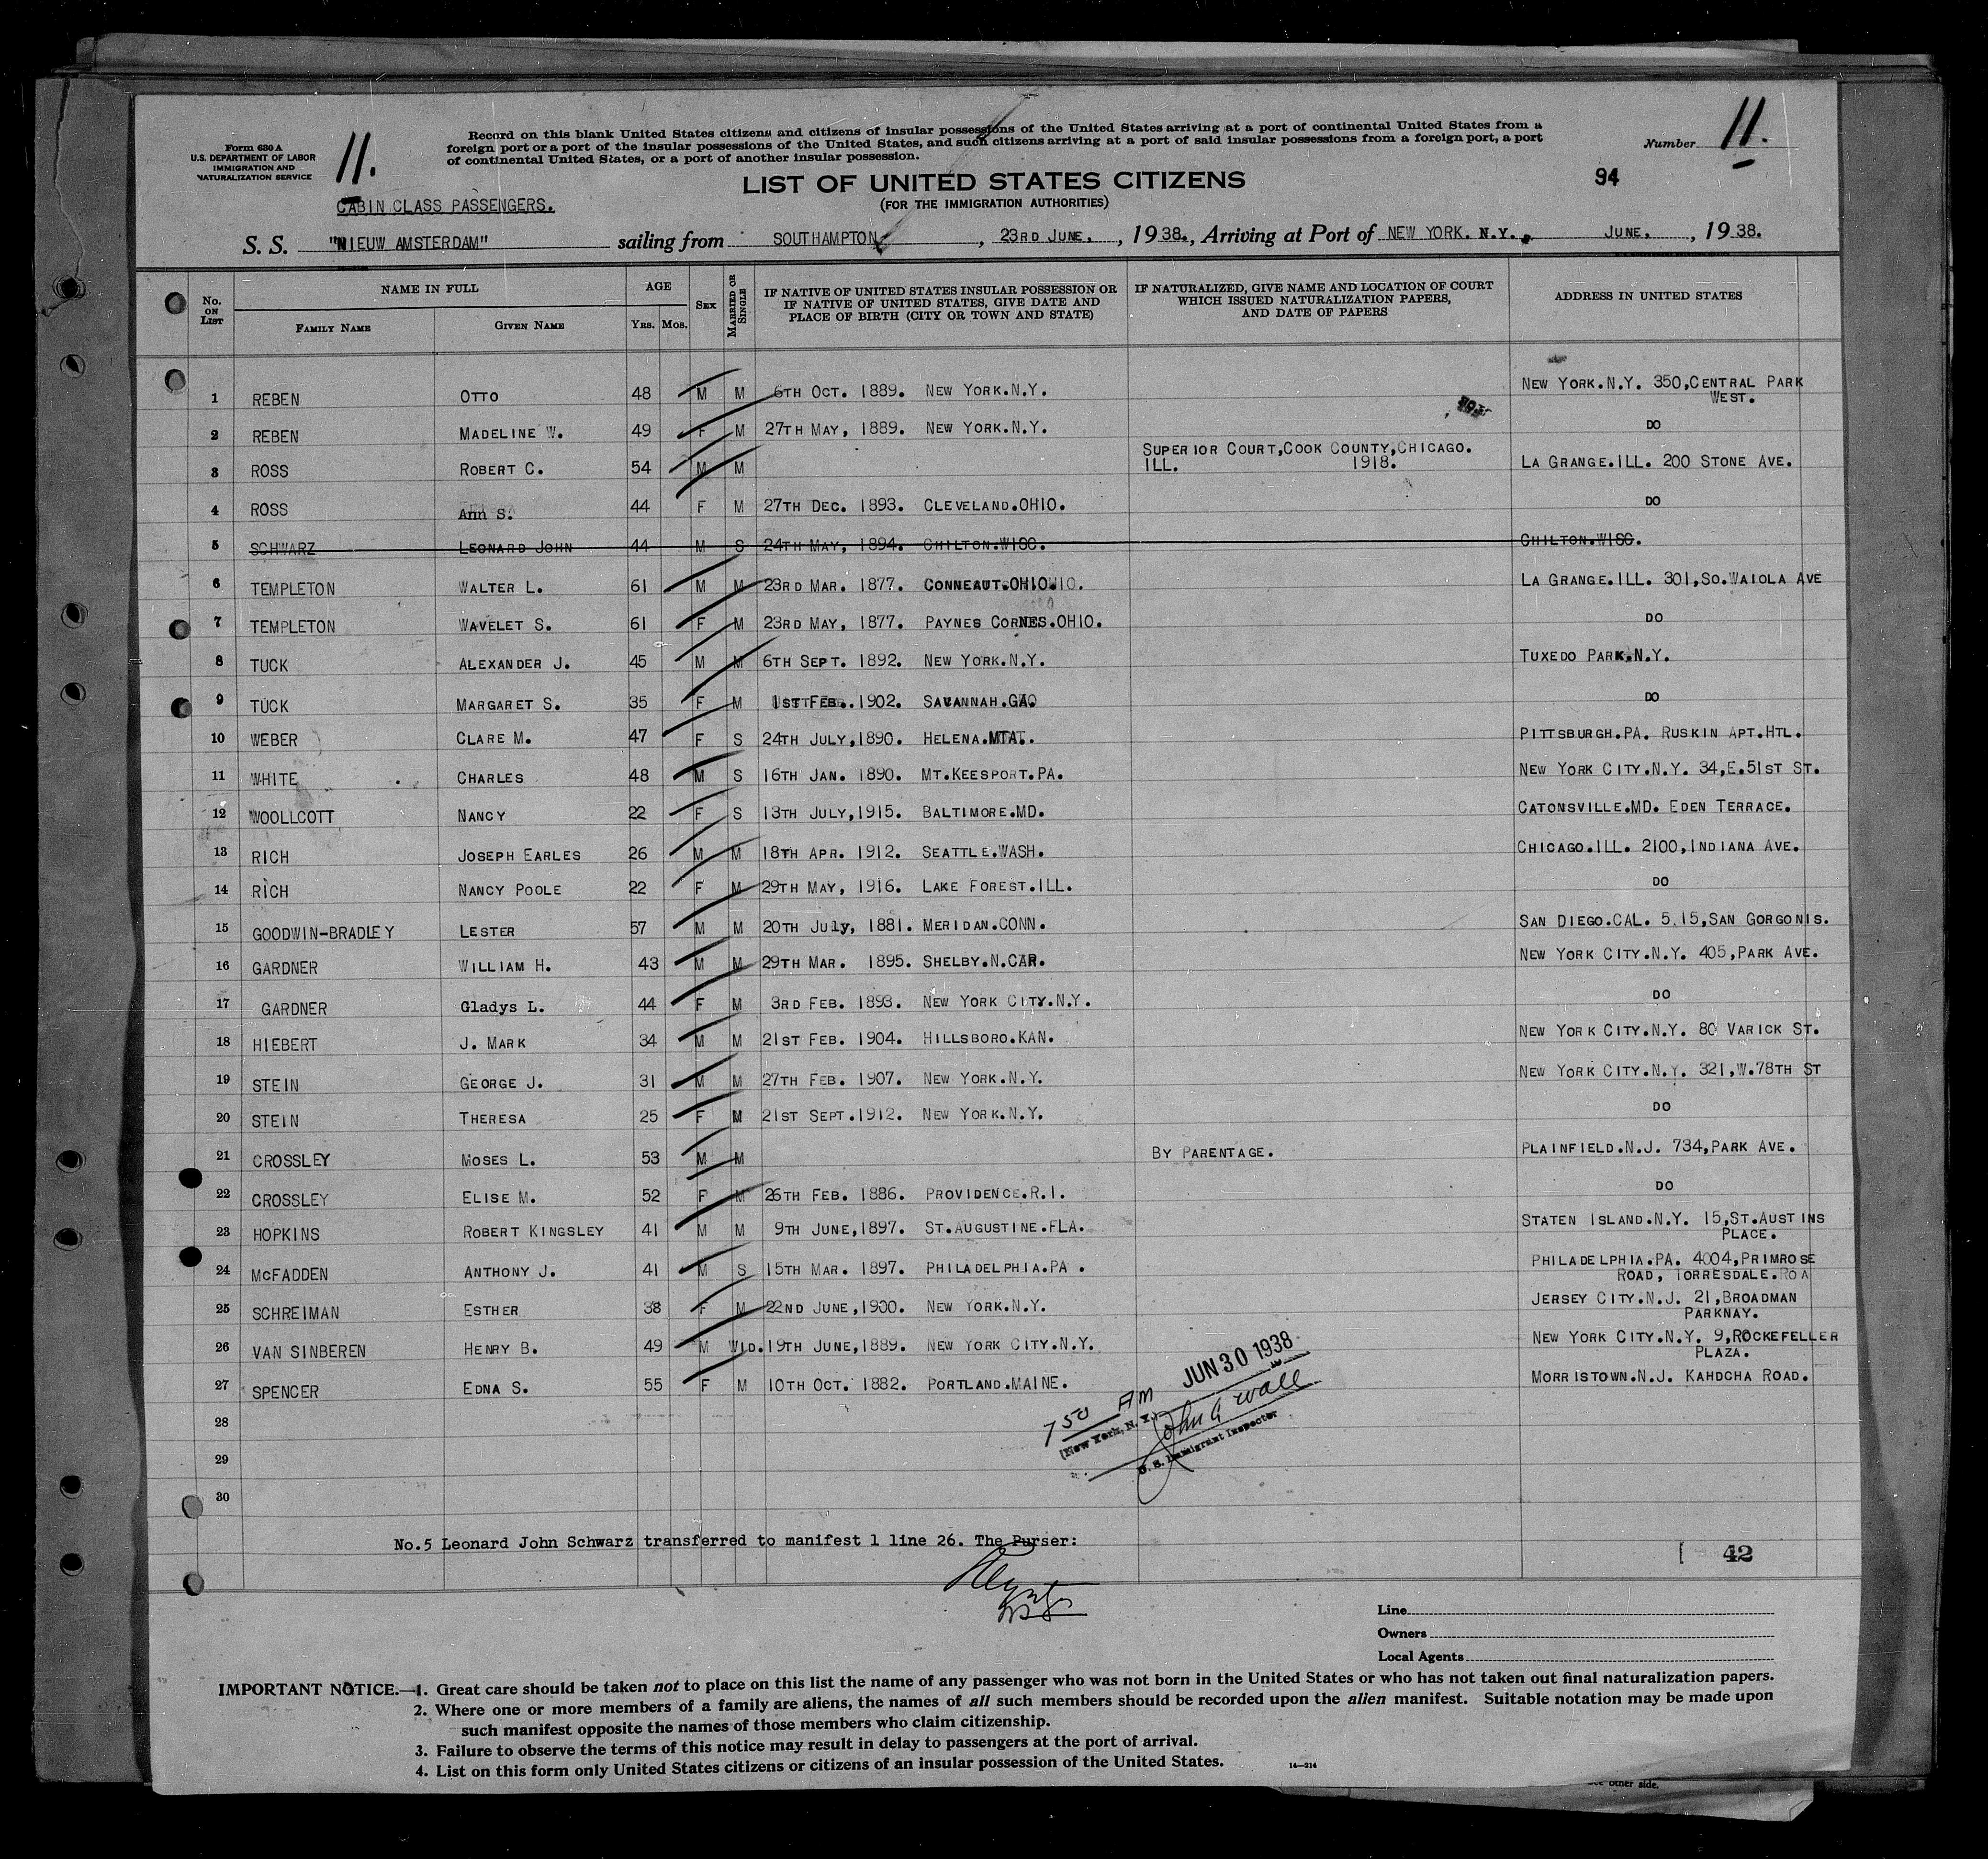 Form 630 A
U.S. DEPARTMENT OF LABOR
IMMIGRATION AND
NATURALIZATION SERVICE
11.
Record on this blank United States citizens and citizens of insular possessions of the United States arriving at a port of continental United States from a
foreign port or a port of the insular possessions of the United States, and such citizens arriving at a port of said insular possessions from a foreign port, a port
of continental United States, or a port of another insular possession.
Number 11.
LIST OF UNITED STATES CITIZENS
94
(FOR THE IMMIGRATION AUTHORITIES)
CABIN CLASS PASSENGERS.
S. S. "NIEUW AMSTERDAM" sailing from SOUTHAMPTON, 23RD JUNE, 1938., Arriving at Port of NEW YORK. N.Y., JUNE, 1938.
No. ON LIST NAME IN FULL FAMILY NAME GIVEN NAME AGE YRS. MOS. SEX MARRIED OR SINGLE
IF NATIVE OF UNITED STATES INSULAR POSSESSION OR IF NATIVE OF UNITED STATES, GIVE DATE AND PLACE OF BIRTH (CITY OR TOWN AND STATE)
IF NATURALIZED, GIVE NAME AND LOCATION OF COURT WHICH ISSUED NATURALIZATION PAPERS, AND DATE OF PAPERS
ADDRESS IN UNITED STATES
1 REBEN OTTO 48 M M 6TH OCT. 1889. NEW YORK.N.Y. NEW YORK.N.Y. 350,CENTRAL PARK WEST.
2 REBEN MADELINE W. 49 F M 27TH MAY, 1889. NEW YORK.N.Y. DO
3 ROSS ROBERT C. 54 M M SUPERIOR COURT,COOK COUNTY,CHICAGO. ILL. 1918. LA GRANGE.ILL. 200 STONE AVE.
4 ROSS Ann S. 44 F M 27TH DEC. 1893. CLEVELAND.OHIO. DO
5 SCHWARZ LEONARD JOHN 44 M S 24TH MAY, 1894. CHILTON.WISC. CHILTON.WISC.
6 TEMPLETON WALTER L. 61 M M 23RD MAR. 1877. CONNEAUT.OHIO. LA GRANGE.ILL. 301,SO.WAIOLA AVE
7 TEMPLETON WAVELET S. 61 F M 23RD MAY, 1877. PAYNES CORNES.OHIO. DO
8 TUCK ALEXANDER J. 45 M M 6TH SEPT. 1892. NEW YORK.N.Y. TUXEDO PARK.N.Y.
9 TUCK MARGARET S. 35 F M 1ST FEB. 1902. SAVANNAH.GA. DO
10 WEBER CLARE M. 47 F S 24TH JULY,1890. HELENA. PITTSBURGH.PA. RUSKIN APT.HTL.
11 WHITE CHARLES 48 M S 16TH JAN. 1890. MT.KEESPORT.PA. NEW YORK CITY.N.Y. 34,E.51ST ST.
12 WOOLLCOTT NANCY 22 F S 13TH JULY,1915. BALTIMORE.MD. CATONSVILLE.MD. EDEN TERRACE.
13 RICH JOSEPH EARLES 26 M M 18TH APR. 1912. SEATTLE.WASH. CHICAGO.ILL. 2100,INDIANA AVE.
14 RICH NANCY POOLE 22 F M 29TH MAY, 1916. LAKE FOREST.ILL. DO
15 GOODWIN-BRADLEY LESTER 57 M M 20TH July, 1881. MERIDAN.CONN. SAN DIEGO.CAL. 5.15,SAN GORGONIS.
16 GARDNER WILLIAM H. 43 M M 29TH MAR. 1895. SHELBY.N.CAR. NEW YORK CITY.N.Y. 405,PARK AVE.
17 GARDNER Gladys L. 44 F M 3RD FEB. 1893. NEW YORK CITY.N.Y. DO
18 HIEBERT J. MARK 34 M M 21ST FEB. 1904. HILLSBORO.KAN. NEW YORK CITY.N.Y. 80 VARICK ST.
19 STEIN GEORGE J. 31 M M 27TH FEB. 1907. NEW YORK.N.Y. NEW YORK CITY.N.Y. 321,W.78TH ST
20 STEIN THERESA 25 F M 21ST SEPT.1912. NEW YORK.N.Y. DO
21 CROSSLEY MOSES L. 53 M M BY PARENTAGE. PLAINFIELD.N.J. 734,PARK AVE.
22 CROSSLEY ELISE M. 52 F M 26TH FEB. 1886. PROVIDENCE.R.I. DO
23 HOPKINS ROBERT KINGSLEY 41 M M 9TH JUNE,1897. ST.AUGUSTINE.FLA. STATEN ISLAND.N.Y. 15,ST.AUSTINS PLACE.
24 McFADDEN ANTHONY J. 41 M S 15TH MAR. 1897. PHILADELPHIA.PA . PHILADELPHIA.PA. 4004,PRIMROSE ROAD, TORRESDALE.
25 SCHREIMAN ESTHER 38 F M 22ND JUNE,1900. NEW YORK.N.Y. JERSEY CITY.N.J. 21,BROADMAN PARKNAY.
26 VAN SINBEREN HENRY B. 49 M WID. 19TH JUNE,1889. NEW YORK CITY.N.Y. NEW YORK CITY.N.Y. 9,ROCKEFELLER PLAZA.
27 SPENCER EDNA S. 55 F M 10TH OCT. 1882. PORTLAND.MAINE. MORRISTOWN.N.J. KAHDCHA ROAD.
28
29
30
JUN 30 1938
7 50 AM
(New York, N. Y.)
John A Wall
U. S. Immigrant Inspector
No.5 Leonard John Schwarz transferred to manifest 1 line 26. The Purser:
42
Line
Owners
Local Agents
IMPORTANT NOTICE.—1. Great care should be taken not to place on this list the name of any passenger who was not born in the United States or who has not taken out final naturalization papers.
2. Where one or more members of a family are aliens, the names of all such members should be recorded upon the alien manifest. Suitable notation may be made upon
such manifest opposite the names of those members who claim citizenship.
3. Failure to observe the terms of this notice may result in delay to passengers at the port of arrival.
4. List on this form only United States citizens or citizens of an insular possession of the United States.
14—214
other side.